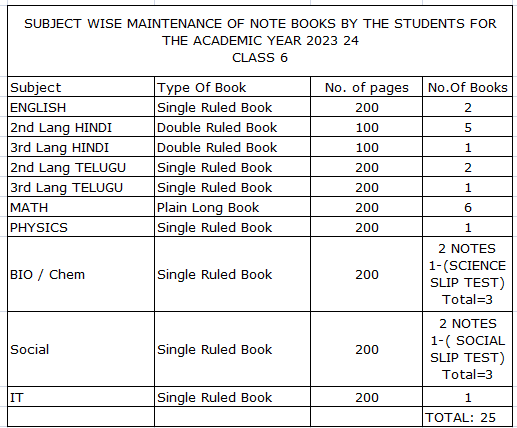 SUBJECT WISE MAINTENANCE OF NOTE BOOKS BY THE STUDENTS FOR
THE ACADEMIC YEAR 2023 24
CLASS 6
Subject Type Of Book No. of pages No.Of Books
ENGLISH Single Ruled Book 200 2
2nd Lang HINDI Double Ruled Book 100 5
3rd Lang HINDI Double Ruled Book 100 1
2nd Lang TELUGU Single Ruled Book 200 2
3rd Lang TELUGU Single Ruled Book 200 1
MATH Plain Long Book 200 6
PHYSICS Single Ruled Book 200 1
BIO / Chem Single Ruled Book 200
2 NOTES
1-(SCIENCE
SLIP TEST)
Total=3
Social Single Ruled Book 200
2 NOTES
1-( SOCIAL
SLIP TEST)
Total=3
IT Single Ruled Book 200 1
TOTAL: 25